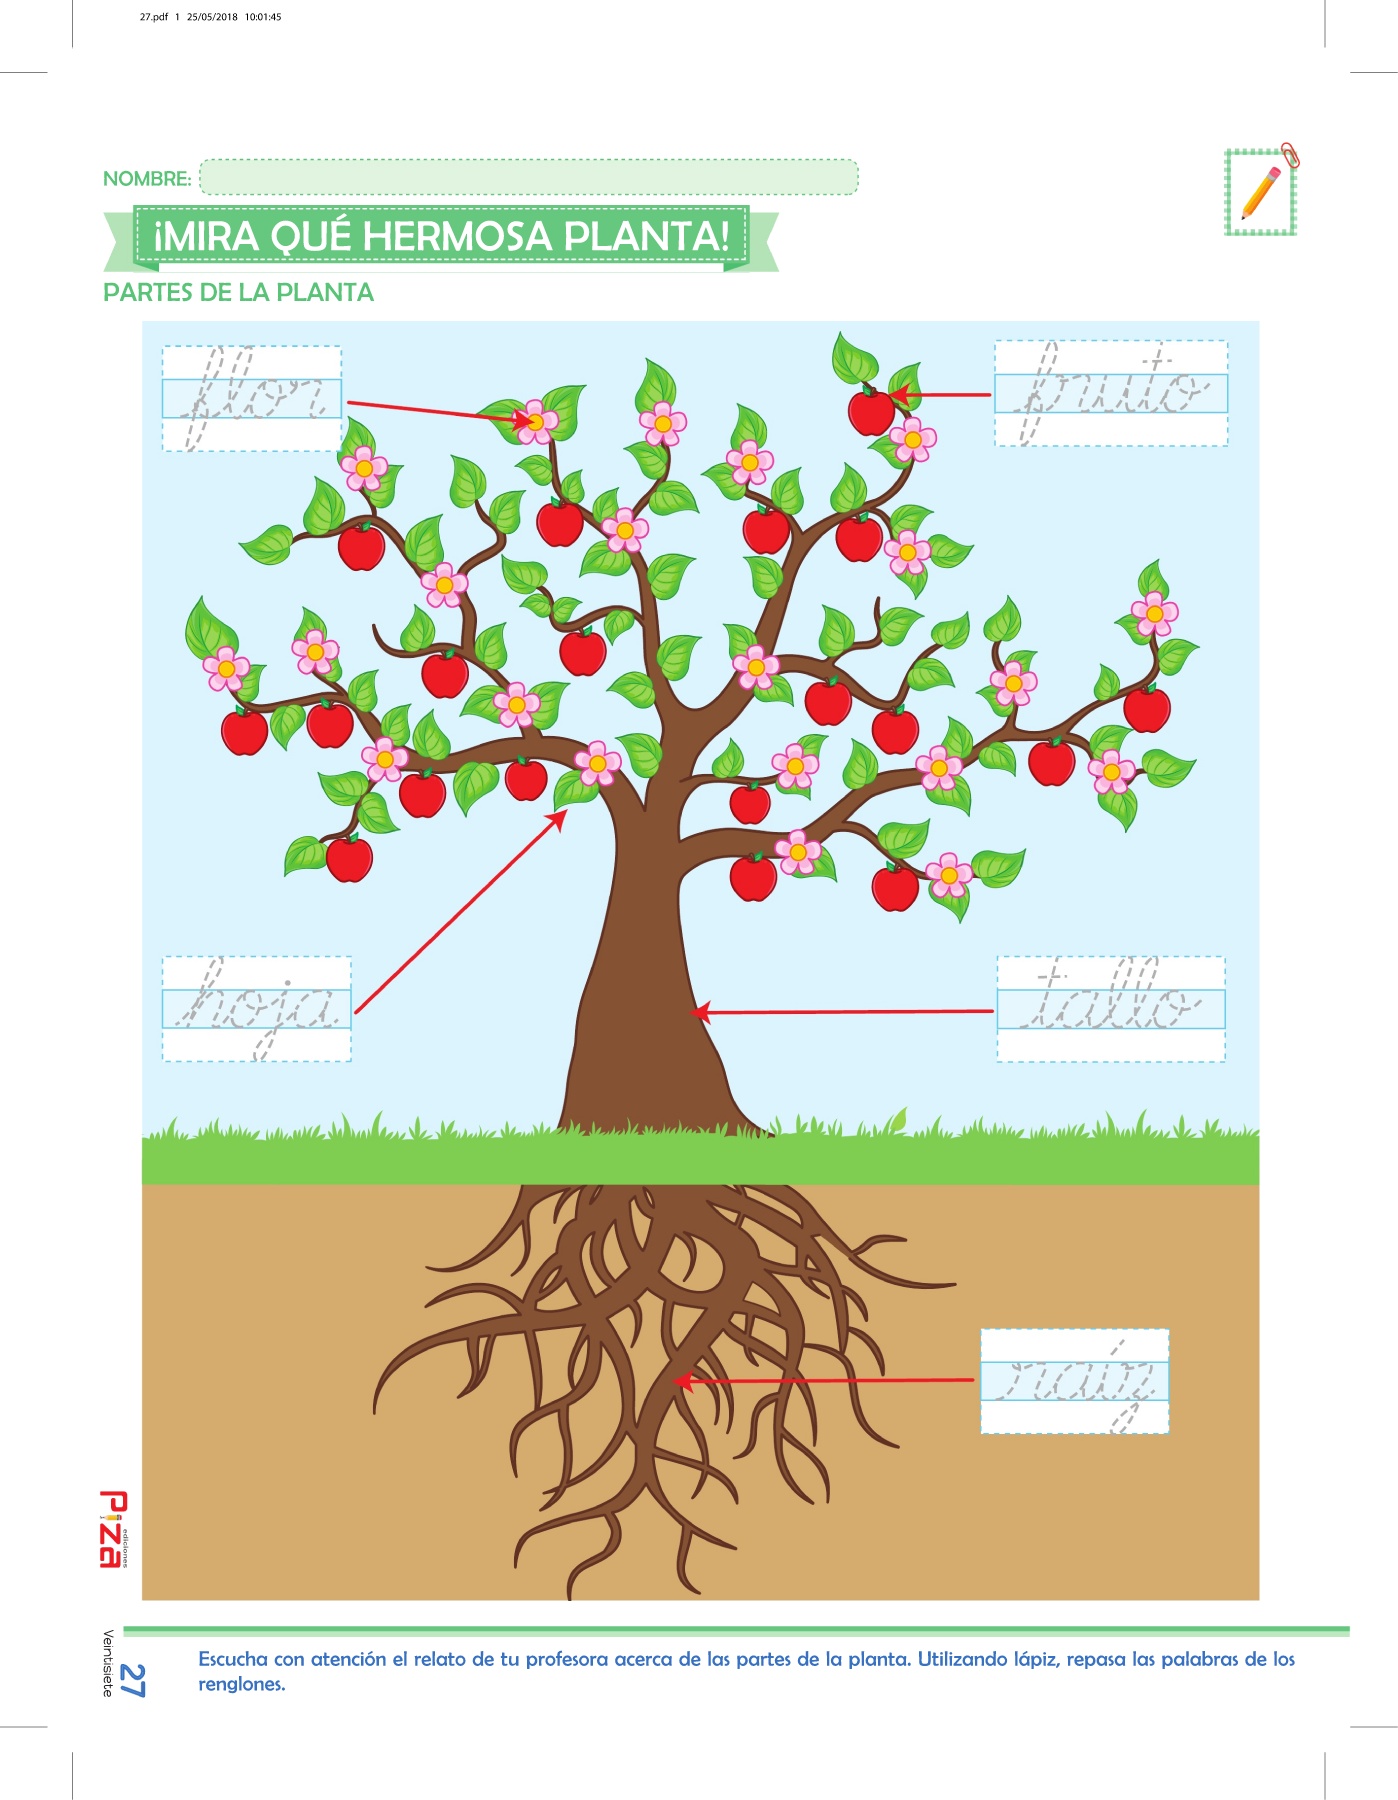 27.pdf 1 25/05/2018 10:01:45
NOMBRE:
¡MIRA QUÉ HERMOSA PLANTA!
PARTES DE LA PLANTA
flor
fruto
hoja
tallo
raíz
Piza
ediciones
Veintisiete
27
Escucha con atención el relato de tu profesora acerca de las partes de la planta. Utilizando lápiz, repasa las palabras de los
renglones.